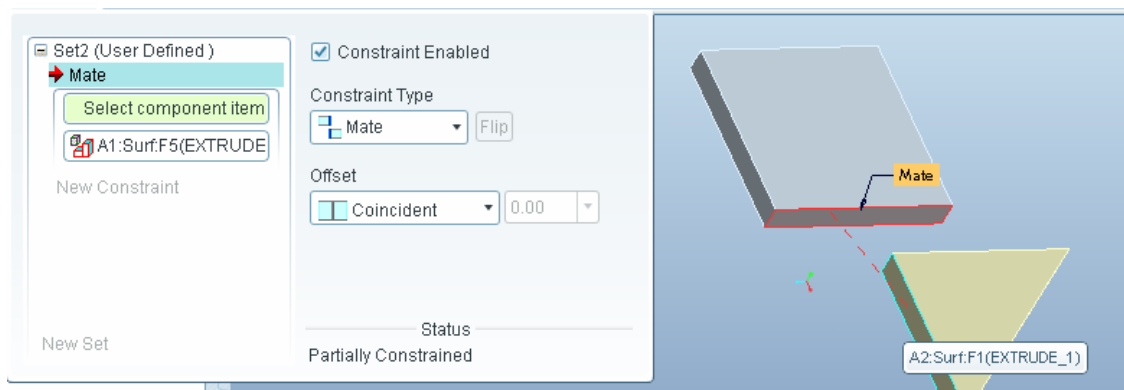 Set2 (User Defined )
Mate
Select component item
A1:Surf:F5(EXTRUDE
New Constraint
New Set
Constraint Enabled
Constraint Type
Mate
Flip
Offset
Coincident
0.00
Status
Partially Constrained
Mate
A2:Surf:F1(EXTRUDE_1)